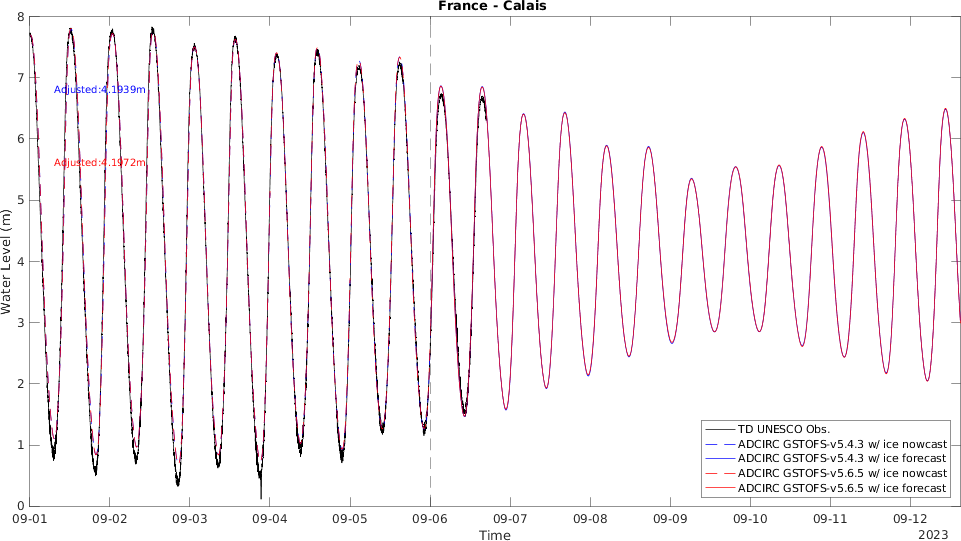 France - Calais
8
7
6
5
4
3
2
1
0
Water Level (m)
Adjusted:4.1939m
Adjusted:4.1972m
TD UNESCO Obs.
ADCIRC GSTOFS-v5.4.3 w/ ice nowcast
ADCIRC GSTOFS-v5.4.3 w/ ice forecast
ADCIRC GSTOFS-v5.6.5 w/ ice nowcast
ADCIRC GSTOFS-v5.6.5 w/ ice forecast
09-01 09-02 09-03 09-04 09-05 09-06 09-07 09-08 09-09 09-10 09-11 09-12
Time
2023